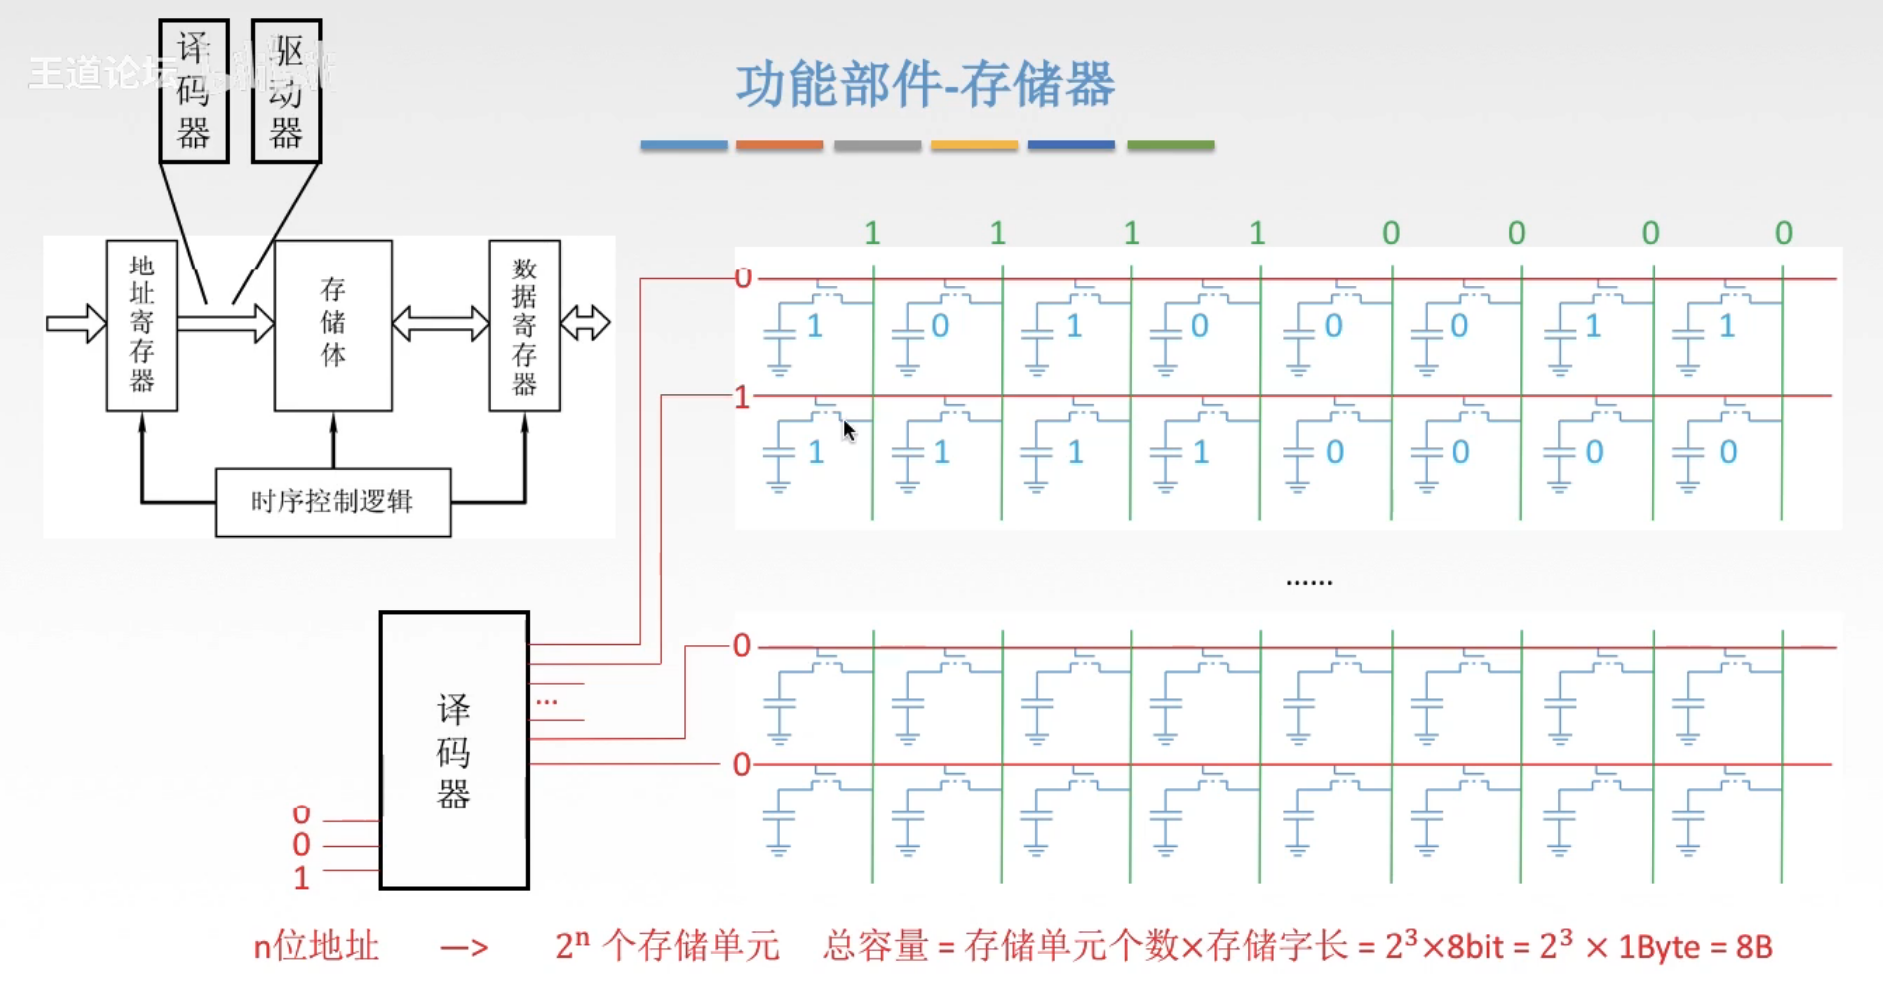 王道论坛
译码器
驱动器
功能部件-存储器
地址寄存器
存储体
数据寄存器
时序控制逻辑
1 1 1 1 0 0 0 0
0
1 0 1 0 0 0 1 1
1
1 1 1 1 0 0 0 0
......
0
0
译码器
...
0
0
1
n位地址 —> 2ⁿ 个存储单元 总容量 = 存储单元个数×存储字长 = 2³×8bit = 2³ × 1Byte = 8B